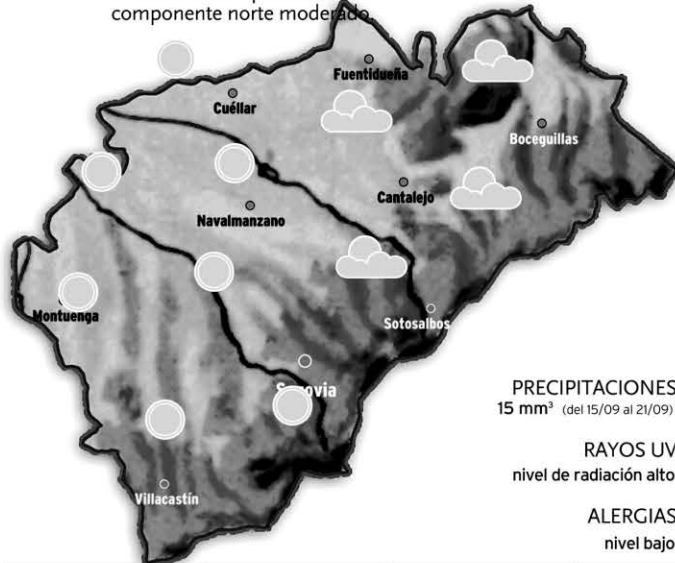 componente norte moderado.
Fuentidueña
Cuéllar
Boceguillas
Cantalejo
Navalmanzano
Montuenga
Sotosalbos
Segovia
Villacastín
PRECIPITACIONES
15 mm³ (del 15/09 al 21/09)
RAYOS UV
nivel de radiación alto
ALERGIAS
nivel bajo